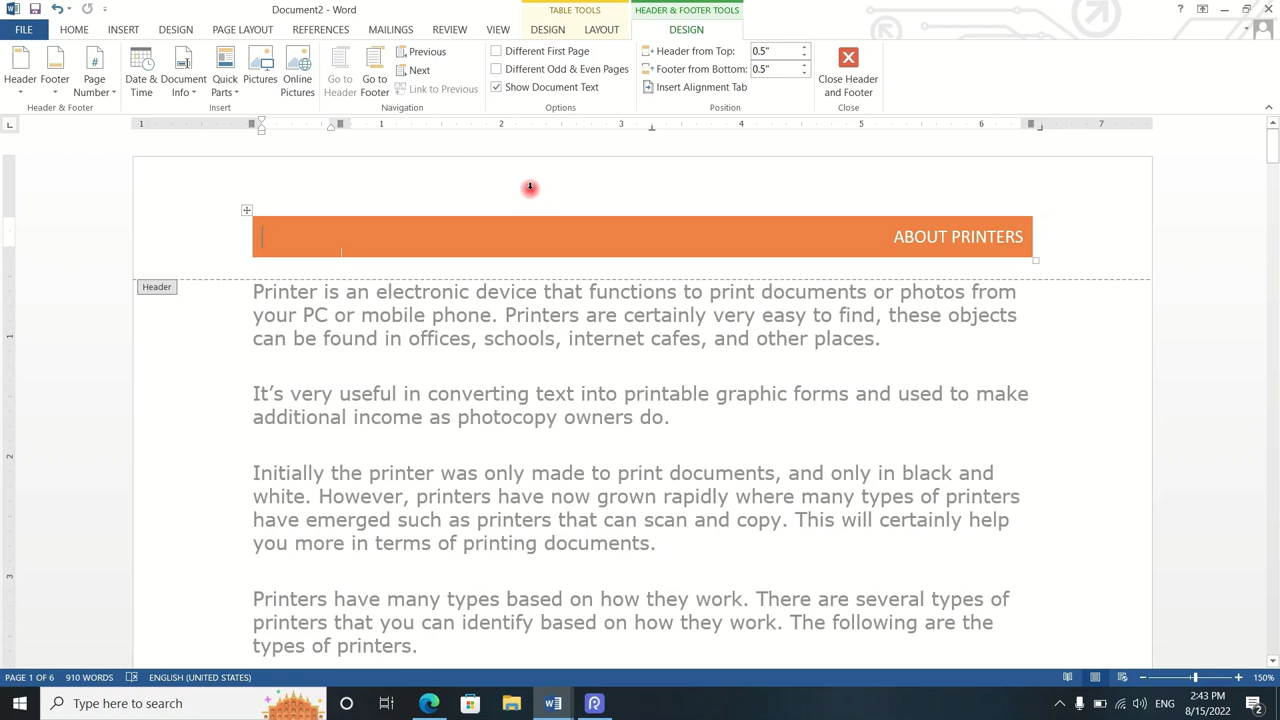 Document2 - Word
TABLE TOOLS
HEADER & FOOTER TOOLS
FILE
HOME
INSERT
DESIGN
PAGE LAYOUT
REFERENCES
MAILINGS
REVIEW
VIEW
DESIGN
LAYOUT
DESIGN
Header
Footer
Page Number
Header & Footer
Date & Time
Document Info
Quick Parts
Pictures
Online Pictures
Insert
Go to Header
Go to Footer
Previous
Next
Link to Previous
Navigation
Different First Page
Different Odd & Even Pages
Show Document Text
Options
Header from Top: 0.5"
Footer from Bottom: 0.5"
Insert Alignment Tab
Position
Close Header and Footer
Close
1 1 2 3 4 5 6 7
ABOUT PRINTERS
Header
Printer is an electronic device that functions to print documents or photos from
your PC or mobile phone. Printers are certainly very easy to find, these objects
can be found in offices, schools, internet cafes, and other places.
It’s very useful in converting text into printable graphic forms and used to make
additional income as photocopy owners do.
Initially the printer was only made to print documents, and only in black and
white. However, printers have now grown rapidly where many types of printers
have emerged such as printers that can scan and copy. This will certainly help
you more in terms of printing documents.
Printers have many types based on how they work. There are several types of
printers that you can identify based on how they work. The following are the
types of printers.
1
2
3
PAGE 1 OF 6
910 WORDS
ENGLISH (UNITED STATES)
150%
Type here to search
ENG
2:43 PM
8/15/2022
2